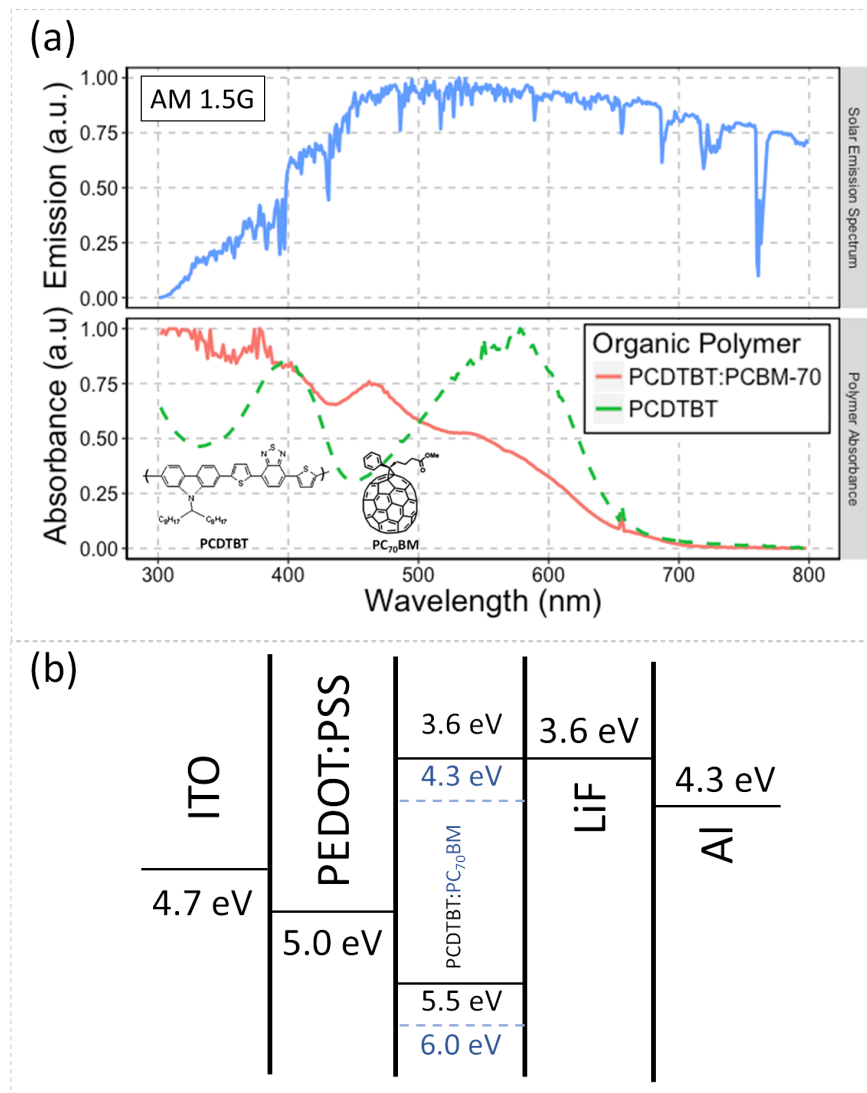 (a)
Emission (a.u.)
1.00
0.75
0.50
0.25
0.00
AM 1.5G
Solar Emission Spectrum
Absorbance (a.u)
1.00
0.75
0.50
0.25
0.00
Organic Polymer
PCDTBT:PCBM-70
PCDTBT
Polymer Absorbance
N S N
S
S
N
C8H17 C8H17
PCDTBT
OMe
O
PC70BM
300 400 500 600 700 800
Wavelength (nm)
(b)
ITO
4.7 eV
PEDOT:PSS
5.0 eV
3.6 eV
4.3 eV
PCDTBT:PC70BM
5.5 eV
6.0 eV
3.6 eV
LiF
4.3 eV
Al